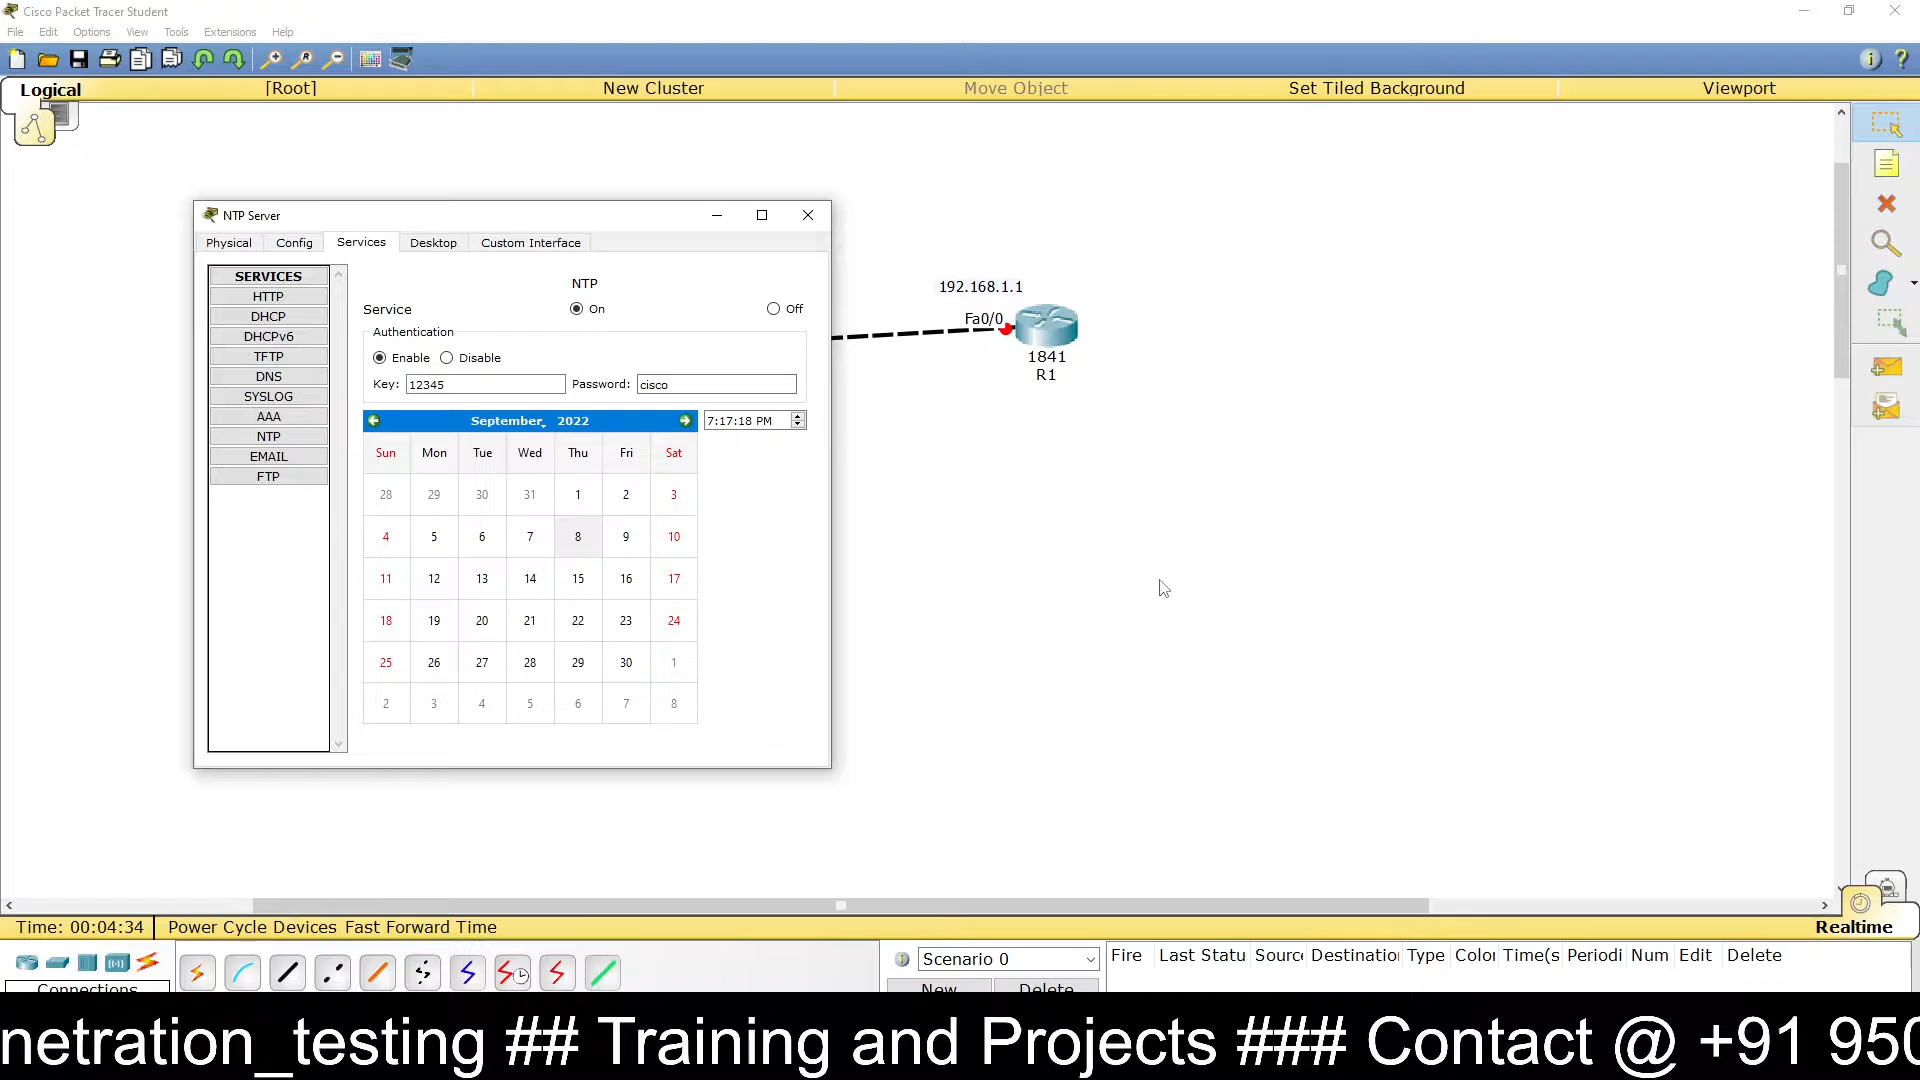 Cisco Packet Tracer Student
File Edit Options View Tools Extensions Help
Logical [Root] New Cluster Move Object Set Tiled Background Viewport
NTP Server
Physical Config Services Desktop Custom Interface
SERVICES
HTTP
DHCP
DHCPv6
TFTP
DNS
SYSLOG
AAA
NTP
EMAIL
FTP
NTP
Service On Off
Authentication
Enable Disable
Key: 12345 Password: cisco
September, 2022 7:17:18 PM
Sun Mon Tue Wed Thu Fri Sat
28 29 30 31 1 2 3
4 5 6 7 8 9 10
11 12 13 14 15 16 17
18 19 20 21 22 23 24
25 26 27 28 29 30 1
2 3 4 5 6 7 8
192.168.1.1
Fa0/0
1841
R1
Time: 00:04:34 Power Cycle Devices Fast Forward Time Realtime
Connections
Scenario 0
New Delete
Fire Last Statu Source Destination Type Color Time(s Periodi Num Edit Delete
netration_testing ## Training and Projects ### Contact @ +91 950